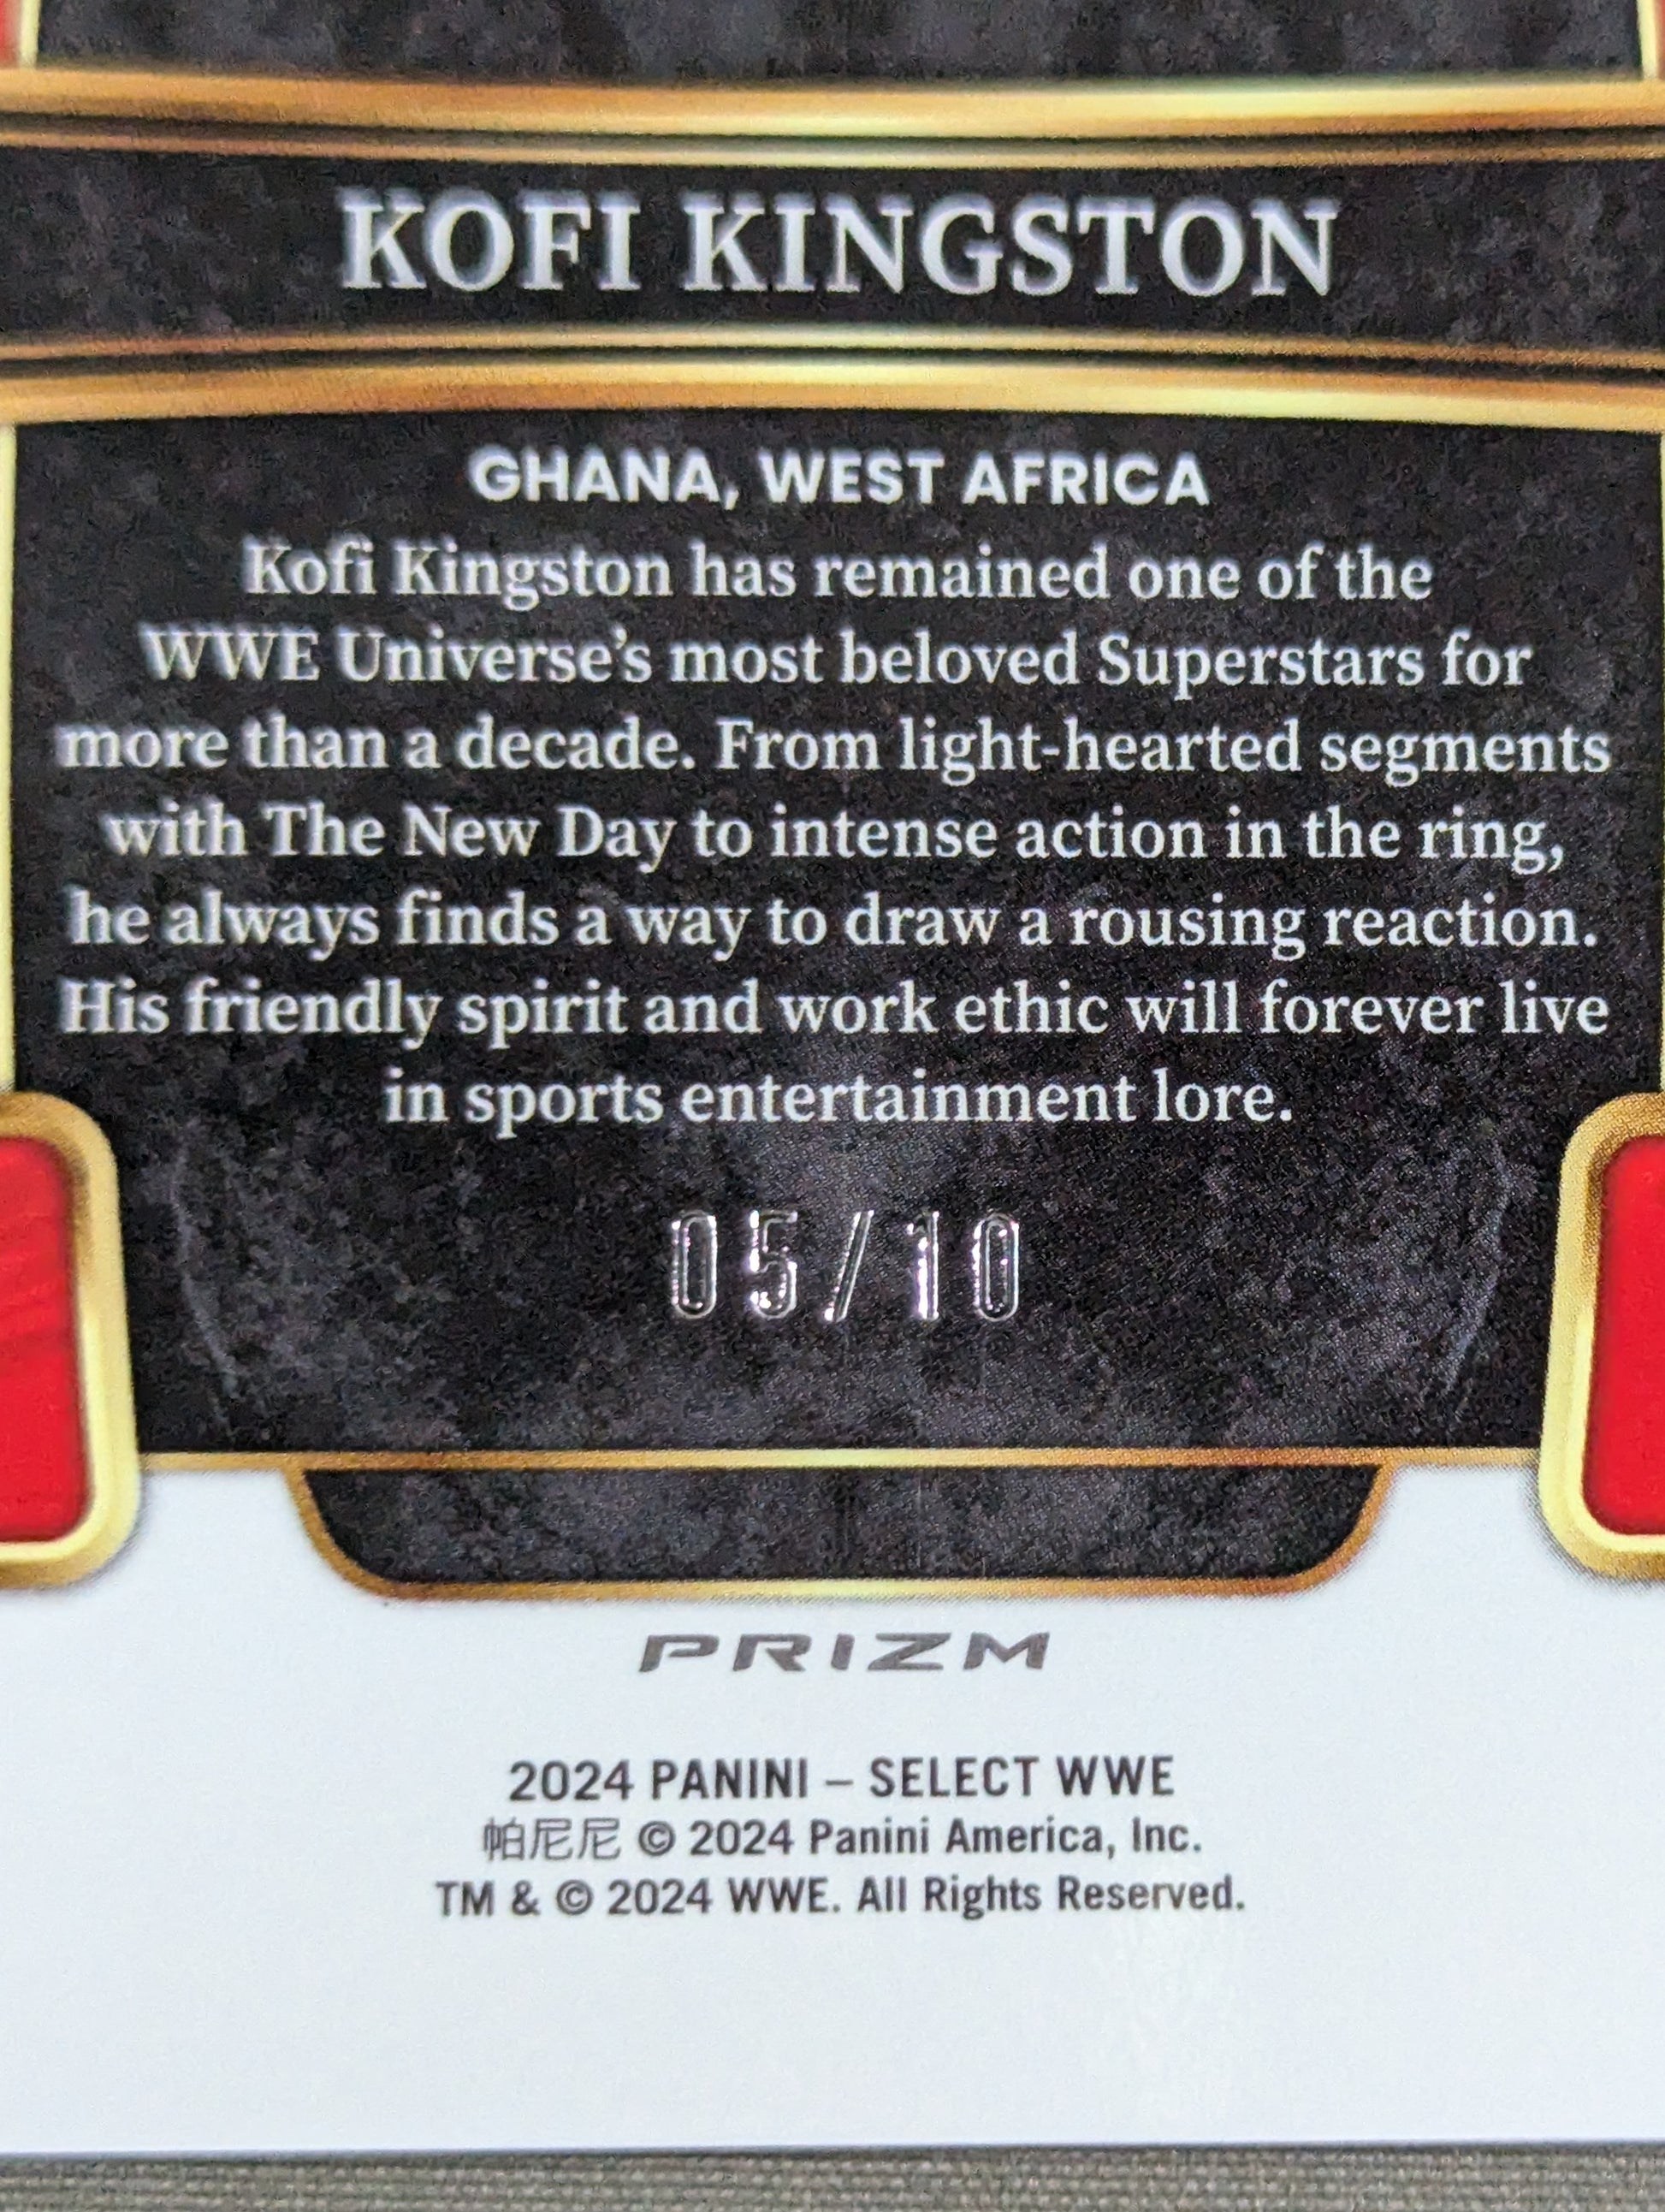 KOFI KINGSTON
GHANA, WEST AFRICA
Kofi Kingston has remained one of the
WWE Universe’s most beloved Superstars for
more than a decade. From light-hearted segments
with The New Day to intense action in the ring,
he always finds a way to draw a rousing reaction.
His friendly spirit and work ethic will forever live
in sports entertainment lore.
05/10
PRIZM
2024 PANINI – SELECT WWE
帕尼尼 © 2024 Panini America, Inc.
TM & © 2024 WWE. All Rights Reserved.